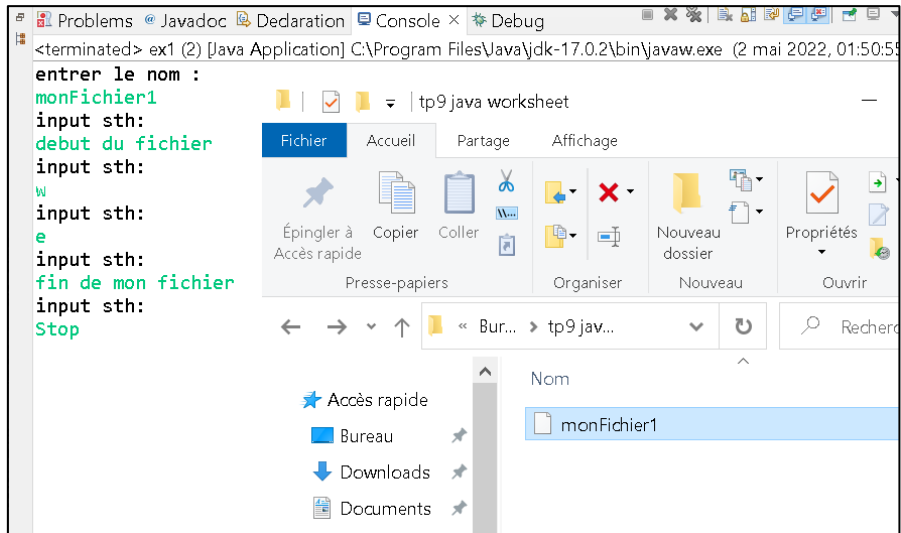 Problems @ Javadoc Declaration Console × Debug
<terminated> ex1 (2) [Java Application] C:\Program Files\Java\jdk-17.0.2\bin\javaw.exe (2 mai 2022, 01:50:55
entrer le nom :
monFichier1
input sth:
debut du fichier
input sth:
w
input sth:
e
input sth:
fin de mon fichier
input sth:
Stop
tp9 java worksheet
Fichier Accueil Partage Affichage
Épingler à
Accès rapide
Copier
Coller
Nouveau
dossier
Propriétés
Presse-papiers Organiser Nouveau Ouvrir
« Bur... > tp9 jav...
Recherc
Accès rapide
Bureau
Downloads
Documents
Nom
monFichier1